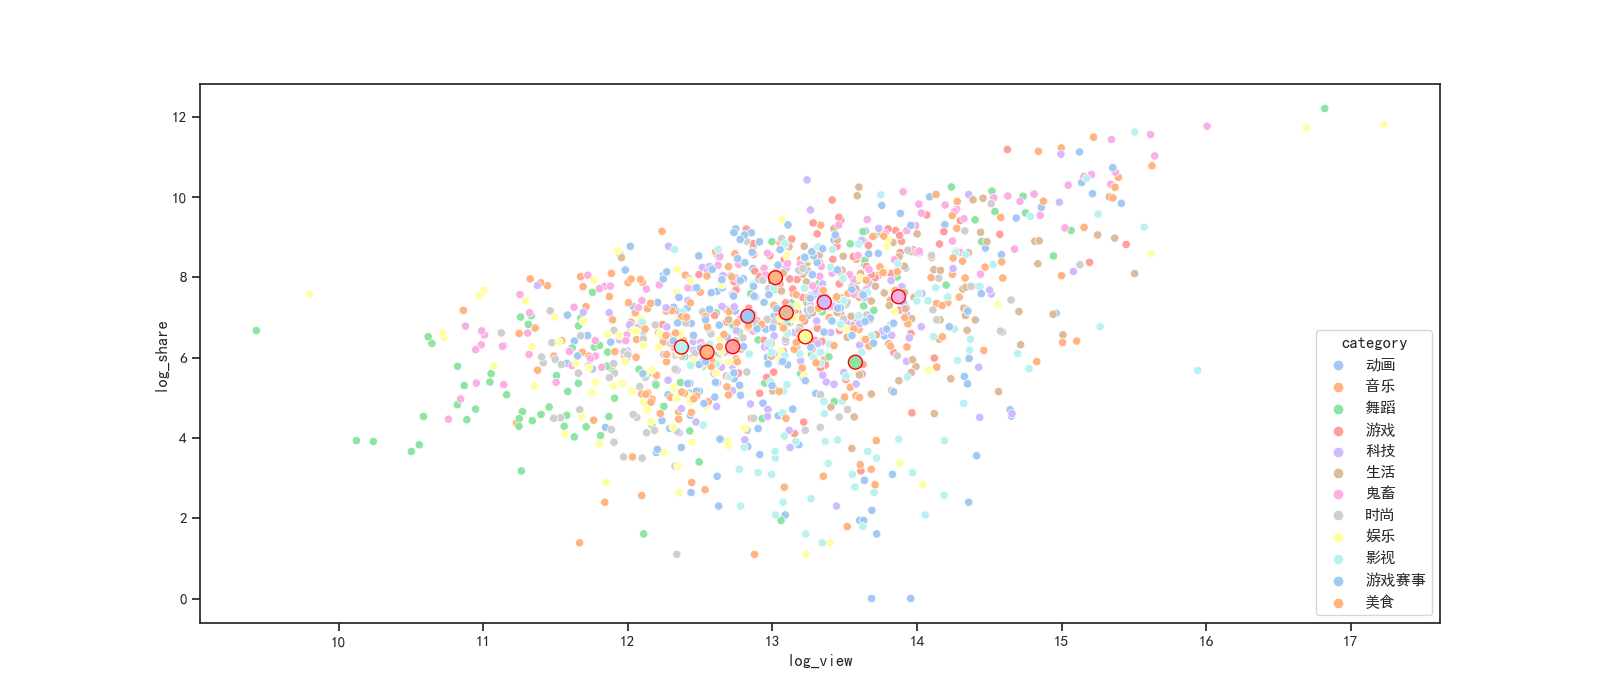 log_share
12
10
8
6
4
2
0
category
动画
音乐
舞蹈
游戏
科技
生活
鬼畜
时尚
娱乐
影视
游戏赛事
美食
10 11 12 13 14 15 16 17
log_view